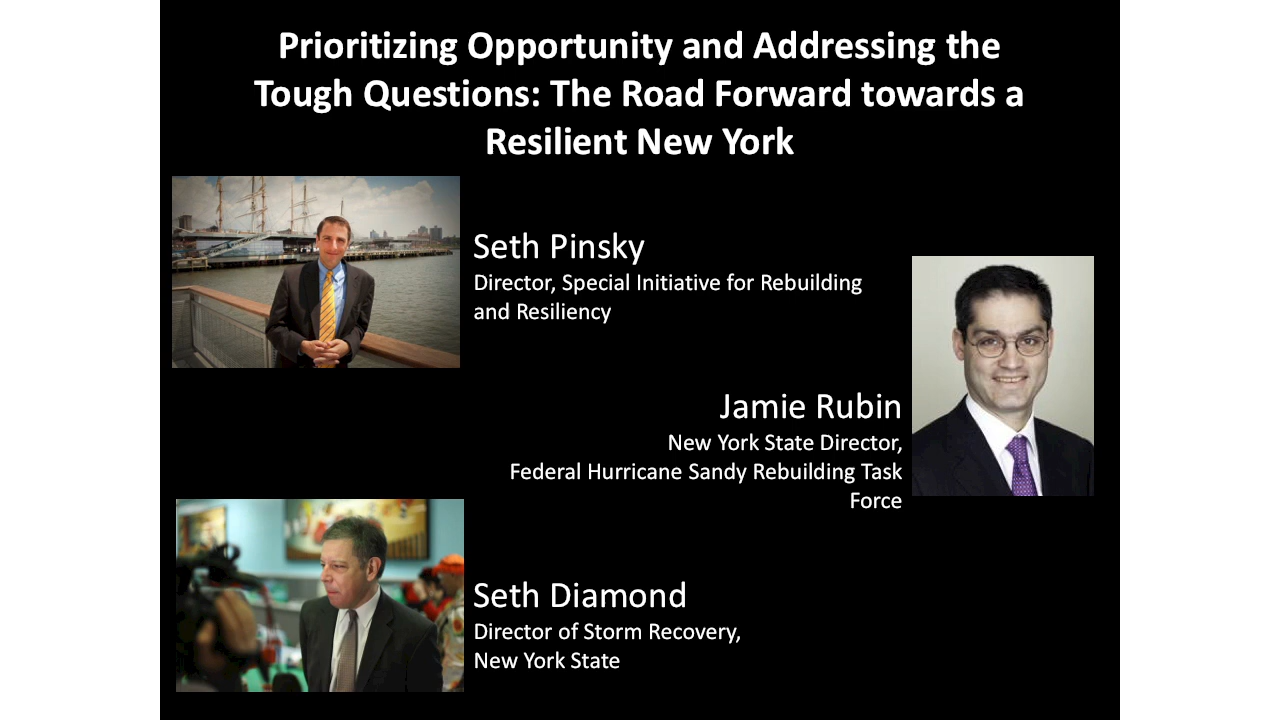 Prioritizing Opportunity and Addressing the
Tough Questions: The Road Forward towards a
Resilient New York
Seth Pinsky
Director, Special Initiative for Rebuilding
and Resiliency
Jamie Rubin
New York State Director,
Federal Hurricane Sandy Rebuilding Task
Force
Seth Diamond
Director of Storm Recovery,
New York State